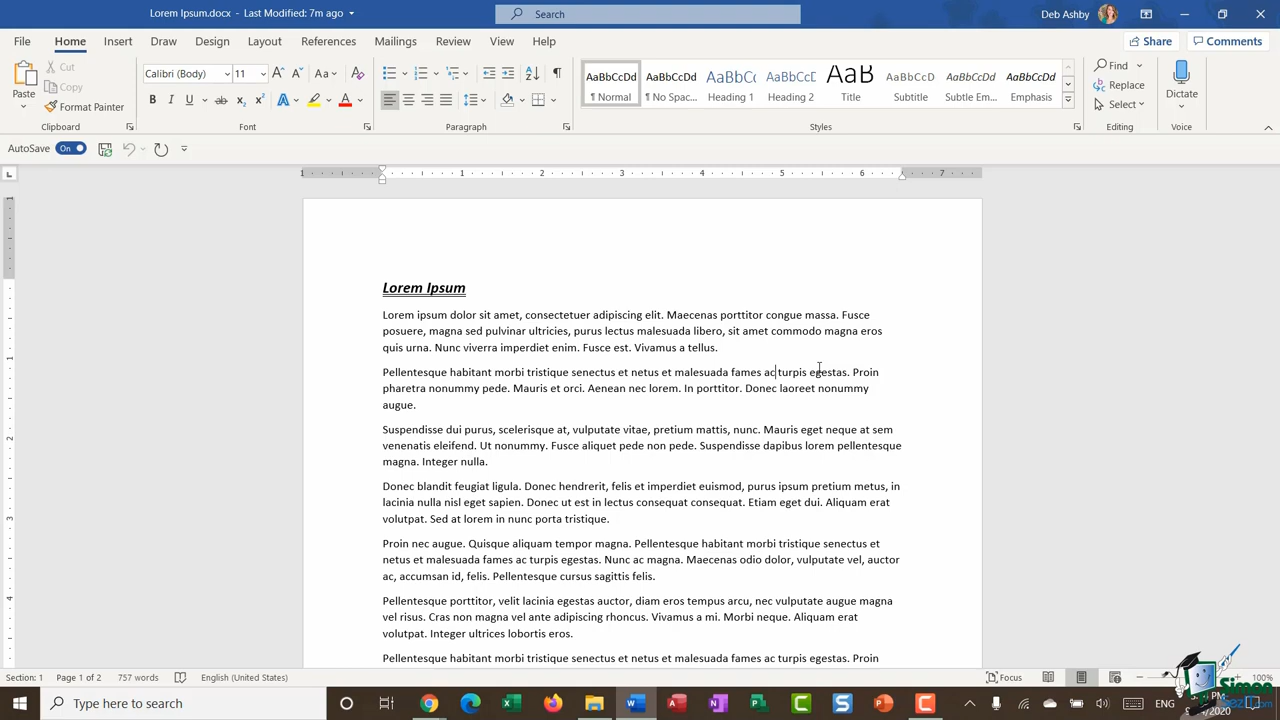 Lorem Ipsum.docx - Last Modified: 7m ago
Search
Deb Ashby
File Home Insert Draw Design Layout References Mailings Review View Help
Share Comments
Paste
Cut
Copy
Format Painter
Clipboard
Calibri (Body) 11
Font
Paragraph
AaBbCcDd AaBbCcDd AaBbC( AaBbCcC AaB AaBbCcD AaBbCcDd AaBbCcDd
¶ Normal ¶ No Spac... Heading 1 Heading 2 Title Subtitle Subtle Em... Emphasis
Styles
Find
Replace
Select
Editing
Dictate
Voice
AutoSave On
1 1 2 3 4 5 6 7
Lorem Ipsum
Lorem ipsum dolor sit amet, consectetuer adipiscing elit. Maecenas porttitor congue massa. Fusce
posuere, magna sed pulvinar ultricies, purus lectus malesuada libero, sit amet commodo magna eros
quis urna. Nunc viverra imperdiet enim. Fusce est. Vivamus a tellus.
Pellentesque habitant morbi tristique senectus et netus et malesuada fames ac turpis egestas. Proin
pharetra nonummy pede. Mauris et orci. Aenean nec lorem. In porttitor. Donec laoreet nonummy
augue.
Suspendisse dui purus, scelerisque at, vulputate vitae, pretium mattis, nunc. Mauris eget neque at sem
venenatis eleifend. Ut nonummy. Fusce aliquet pede non pede. Suspendisse dapibus lorem pellentesque
magna. Integer nulla.
Donec blandit feugiat ligula. Donec hendrerit, felis et imperdiet euismod, purus ipsum pretium metus, in
lacinia nulla nisl eget sapien. Donec ut est in lectus consequat consequat. Etiam eget dui. Aliquam erat
volutpat. Sed at lorem in nunc porta tristique.
Proin nec augue. Quisque aliquam tempor magna. Pellentesque habitant morbi tristique senectus et
netus et malesuada fames ac turpis egestas. Nunc ac magna. Maecenas odio dolor, vulputate vel, auctor
ac, accumsan id, felis. Pellentesque cursus sagittis felis.
Pellentesque porttitor, velit lacinia egestas auctor, diam eros tempus arcu, nec vulputate augue magna
vel risus. Cras non magna vel ante adipiscing rhoncus. Vivamus a mi. Morbi neque. Aliquam erat
volutpat. Integer ultrices lobortis eros.
Pellentesque habitant morbi tristique senectus et netus et malesuada fames ac turpis egestas. Proin
Section: 1 Page 1 of 2 757 words English (United States) Focus 100%
Type here to search
ENG
Simon